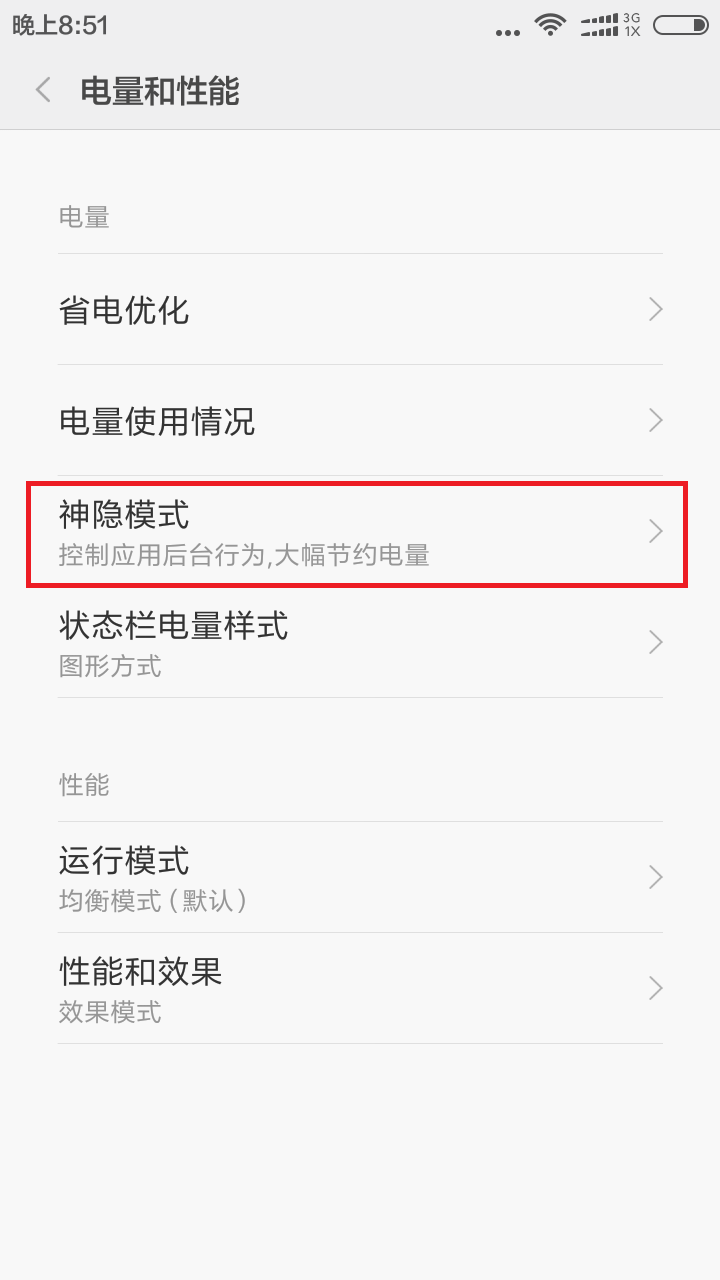 晚上8:51
3G
1X
电量和性能
电量
省电优化
电量使用情况
神隐模式
控制应用后台行为,大幅节约电量
状态栏电量样式
图形方式
性能
运行模式
均衡模式（默认）
性能和效果
效果模式